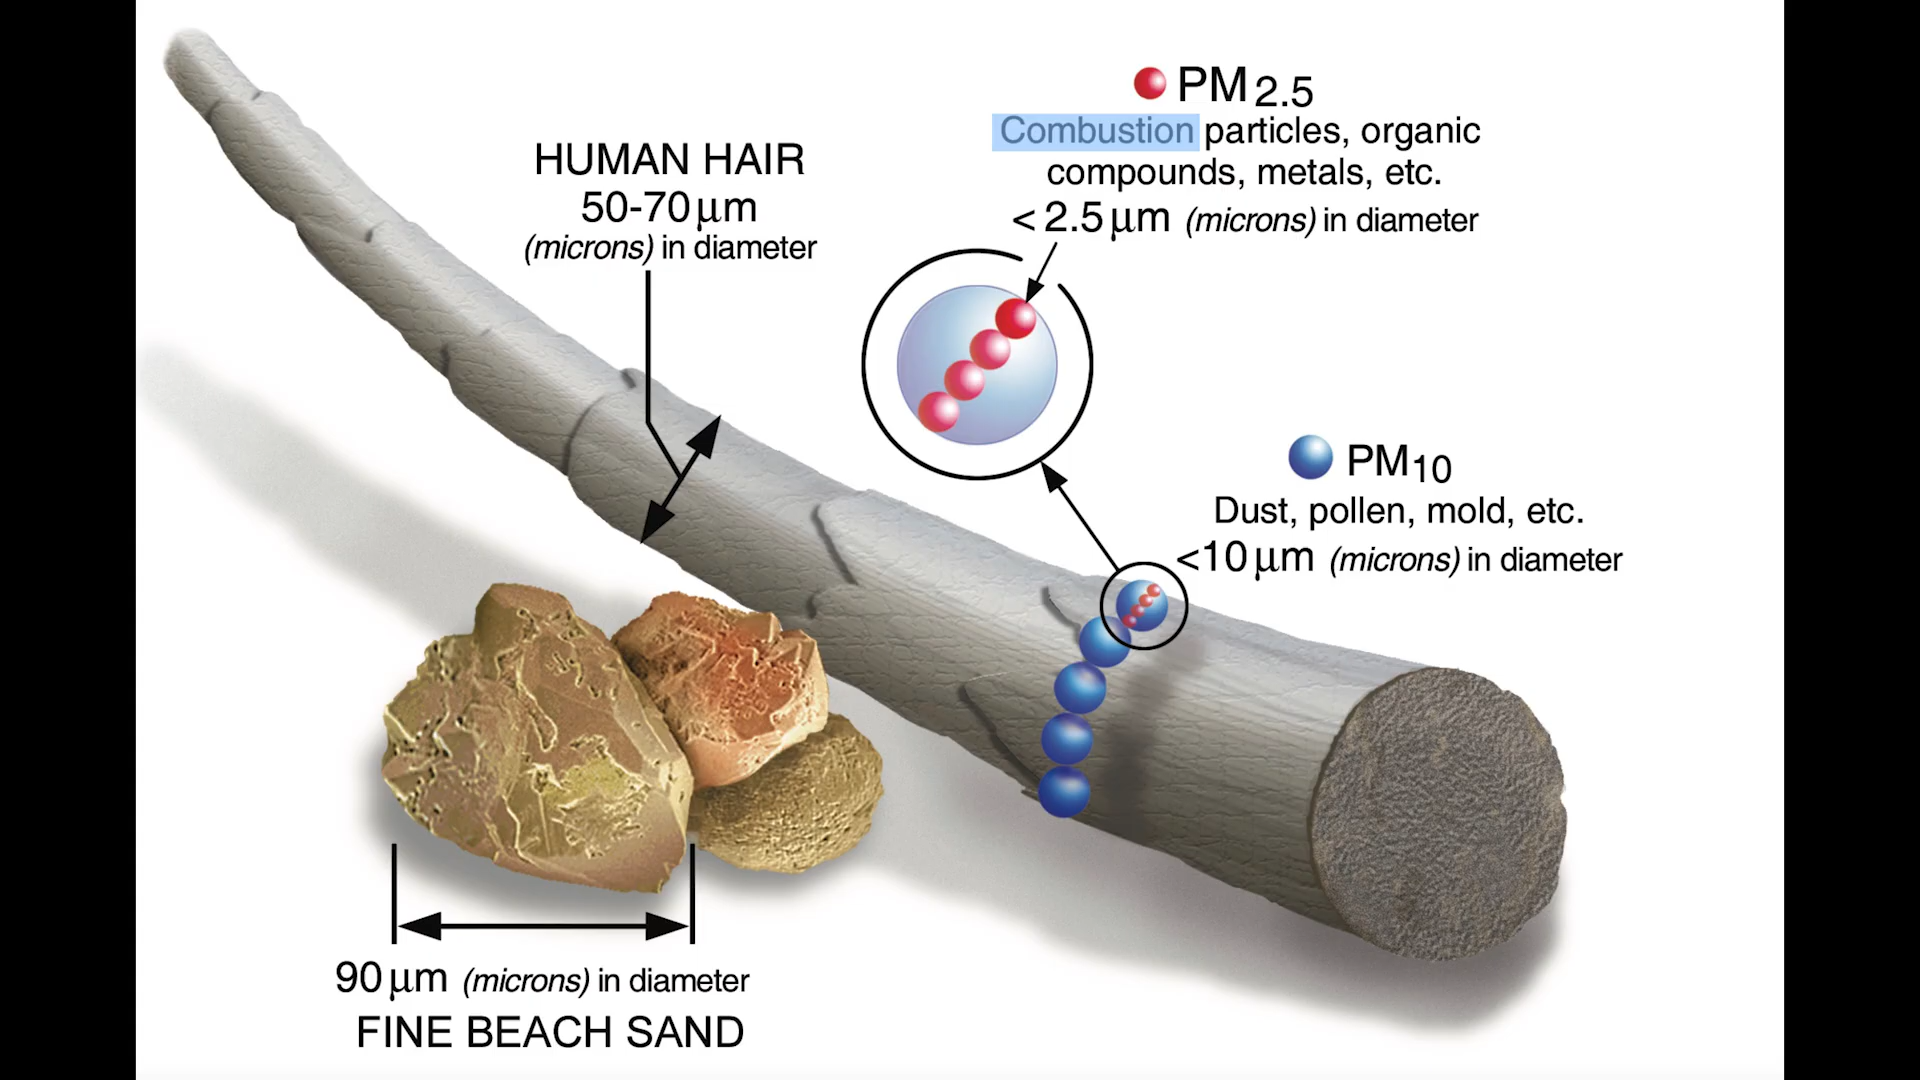 HUMAN HAIR
50-70 µm
(microns) in diameter
PM 2.5
Combustion particles, organic
compounds, metals, etc.
< 2.5 µm (microns) in diameter
PM10
Dust, pollen, mold, etc.
<10 µm (microns) in diameter
90 µm (microns) in diameter
FINE BEACH SAND